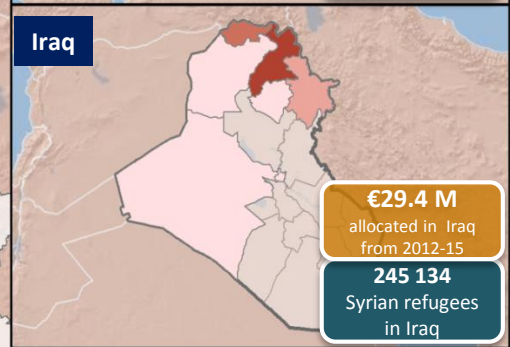 Iraq
€29.4 M
allocated in Iraq
from 2012-15
245 134
Syrian refugees
in Iraq